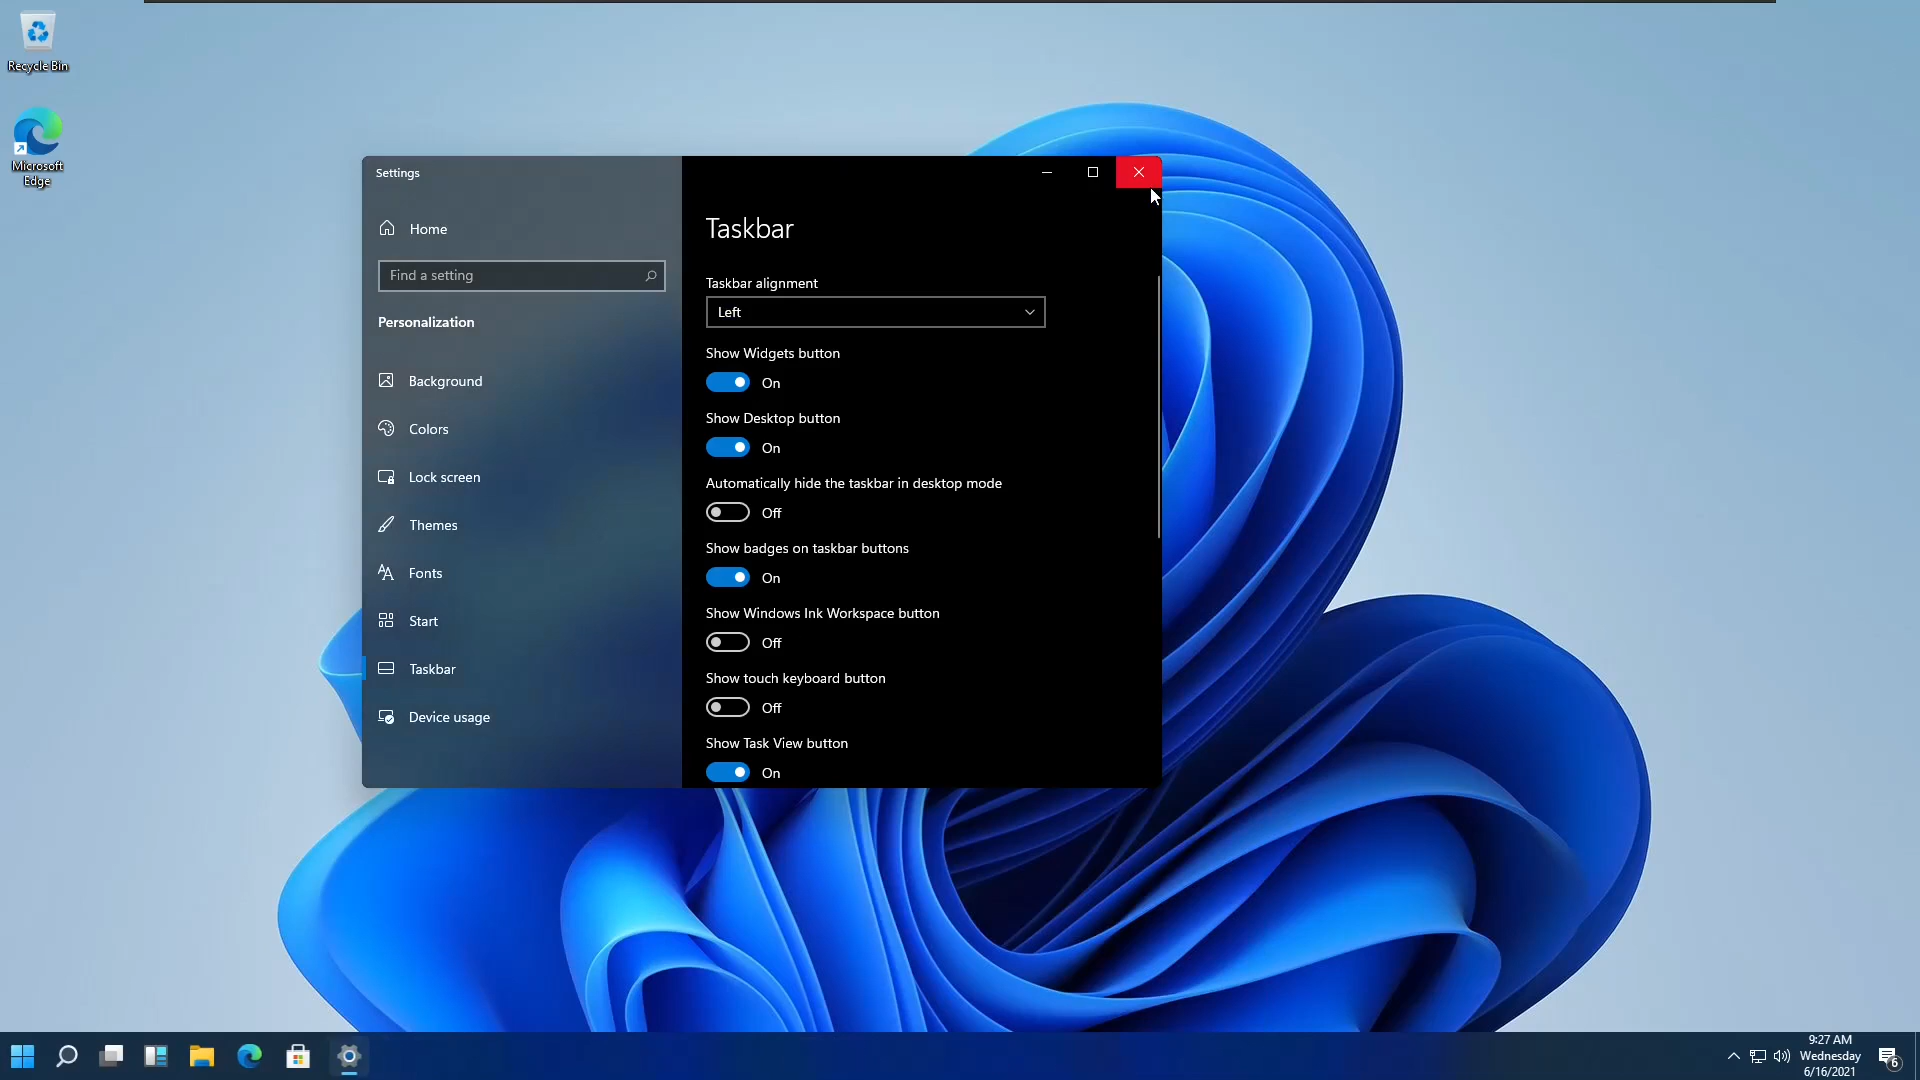 Recycle Bin
Microsoft
Edge
Settings
Home
Find a setting
Personalization
Background
Colors
Lock screen
Themes
Fonts
Start
Taskbar
Device usage
Taskbar
Taskbar alignment
Left
Show Widgets button
On
Show Desktop button
On
Automatically hide the taskbar in desktop mode
Off
Show badges on taskbar buttons
On
Show Windows Ink Workspace button
Off
Show touch keyboard button
Off
Show Task View button
On
9:27 AM
Wednesday
6/16/2021
6